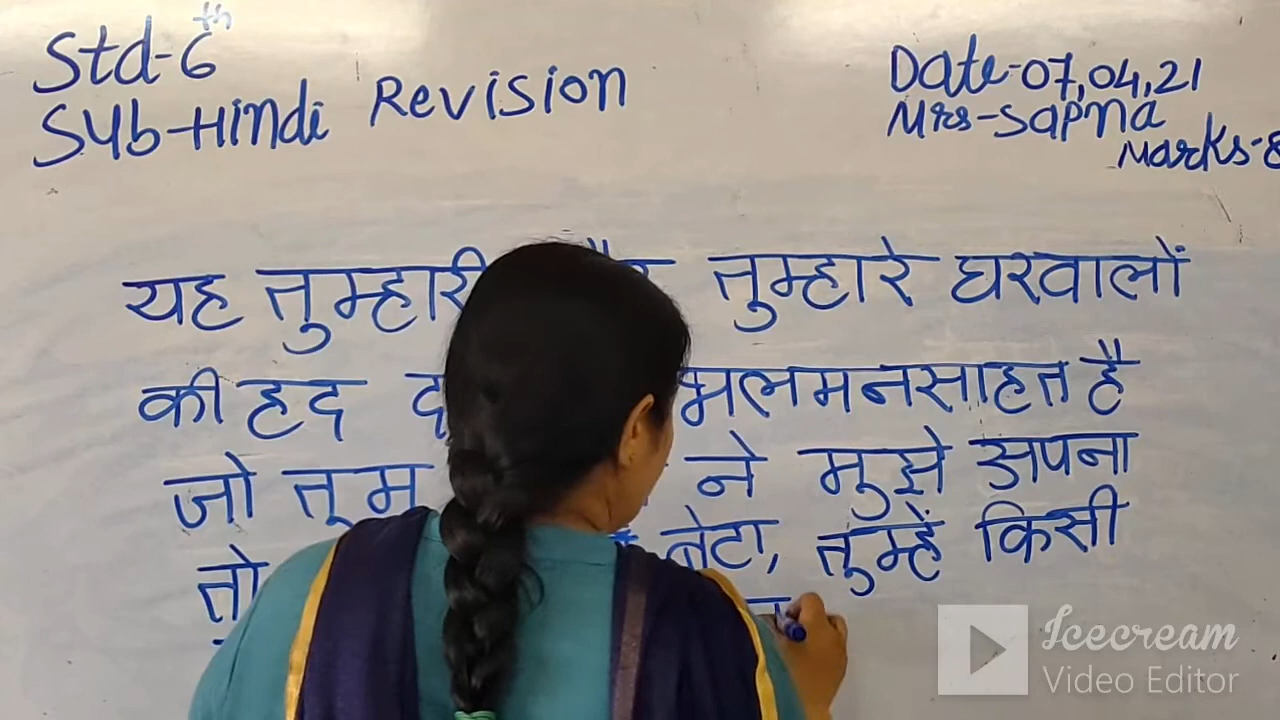 Std-6th
Sub-Hindi Revision
Date-07,04,21
Mrs-Sapna
Marks-8
यह तुम्हारी तुम्हारे घरवालों
की हद भलमनसाहत है
जो तूम ने मुझे अपना
तो बेटा, तुम्हें किसी
Icecream
Video Editor